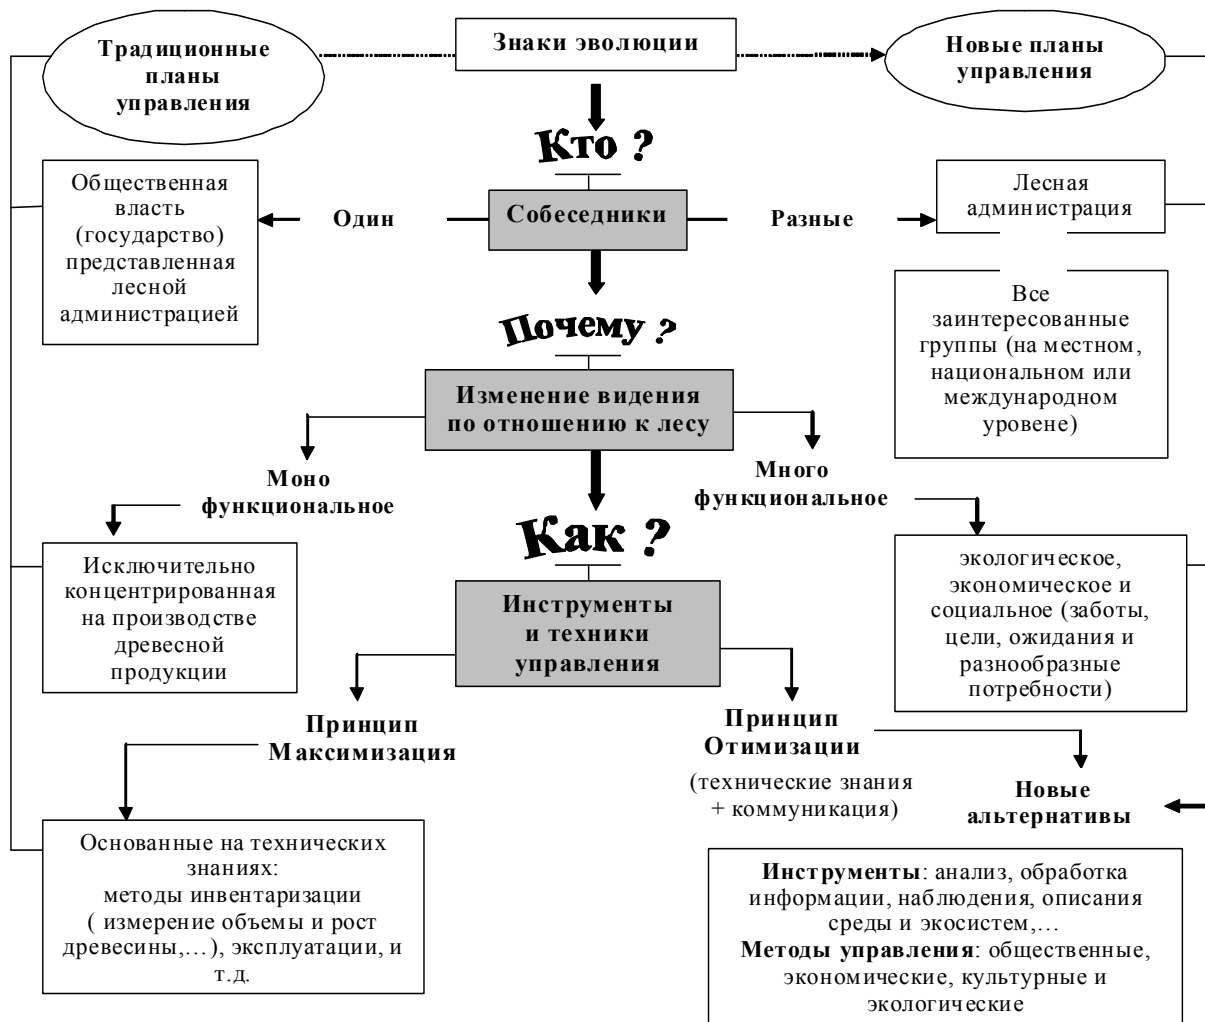 Традиционные
планы
управления
Знаки эволюции
Новые планы
управления
Кто ?
Общественная
власть
(государство)
представленная
лесной
администрацией
Один
Собеседники
Разные
Лесная
администрация
Все
заинтересованные
группы (на местном,
национальном или
международном
уровене)
Почему ?
Изменение видения
по отношению к лесу
Моно
функциональное
Много
функциональное
Как ?
Исключительно
концентрированная
на производстве
древесной
продукции
Инструменты
и техники
управления
экологическое,
экономическое и
социальное (заботы,
цели, ожидания и
разнообразные
потребности)
Принцип
Максимизация
Принцип
Отимизации
(технические знания
+ коммуникация)
Новые
альтернативы
Основанные на технических
знаниях:
методы инвентаризации
( измерение объемы и рост
древесины,...), эксплуатации, и
т.д.
Инструменты: анализ, обработка
информации, наблюдения, описания
среды и экосистем,...
Методы управления: общественные,
экономические, культурные и
экологические